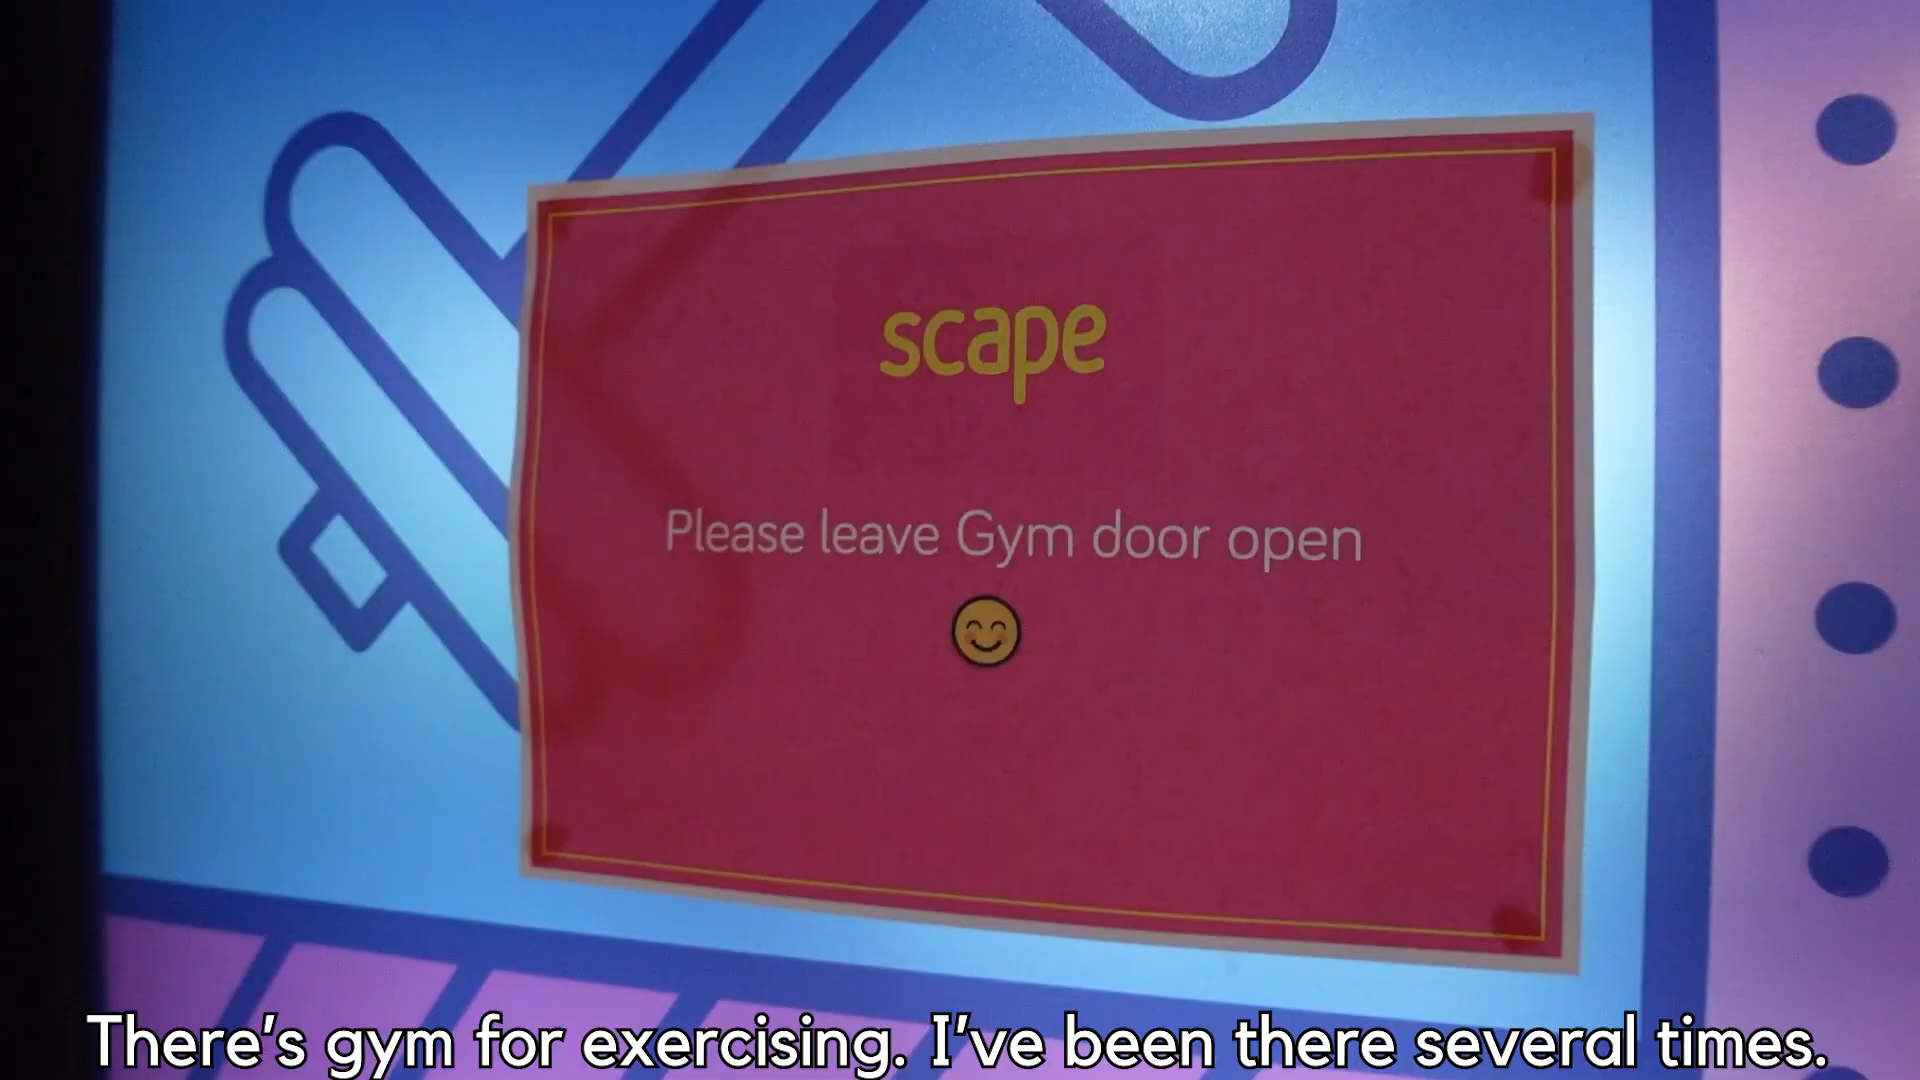 scape
Please leave Gym door open
There's gym for exercising. I've been there several times.